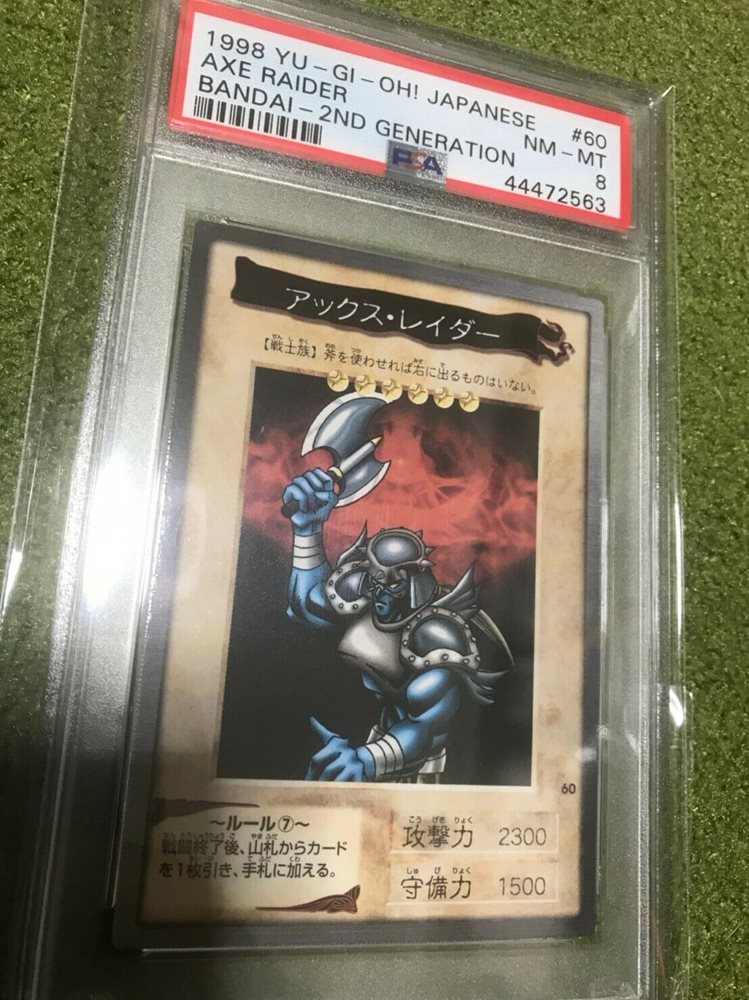 1998 YU-GI-OH! JAPANESE #60
AXE RAIDER NM-MT
BANDAI-2ND GENERATION 8
PSA
44472563
アックス・レイダー
【戦士族】斧を使わせれば右に出るものはいない。
60
～ルール⑦～
戦闘終了後、山札からカード
を1枚引き、手札に加える。
攻撃力 2300
守備力 1500